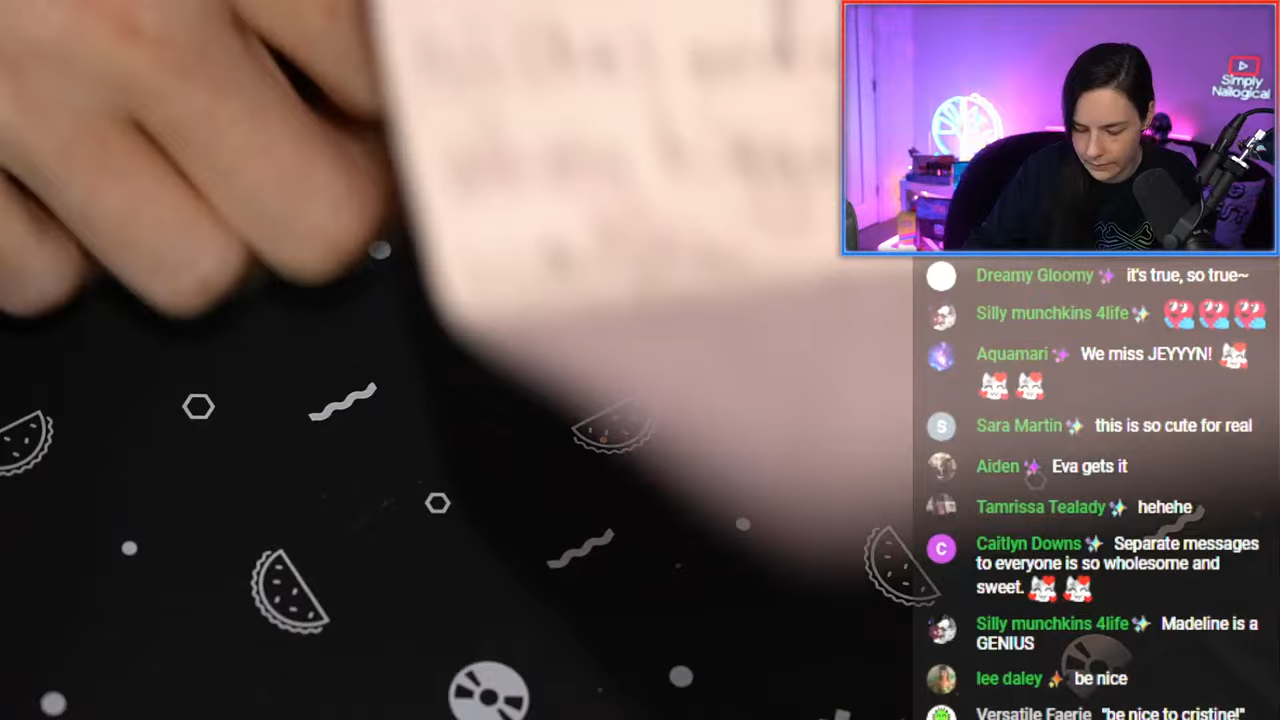 Simply
Nailogical
Dreamy Gloomy it's true, so true~
Silly munchkins 4life
Aquamari We miss JEYYYN!
S
Sara Martin this is so cute for real
Aiden Eva gets it
Tamrissa Tealady hehehe
C
Caitlyn Downs Separate messages
to everyone is so wholesome and
sweet.
Silly munchkins 4life Madeline is a
GENIUS
lee daley be nice
Versatile Faerie "be nice to cristine!"